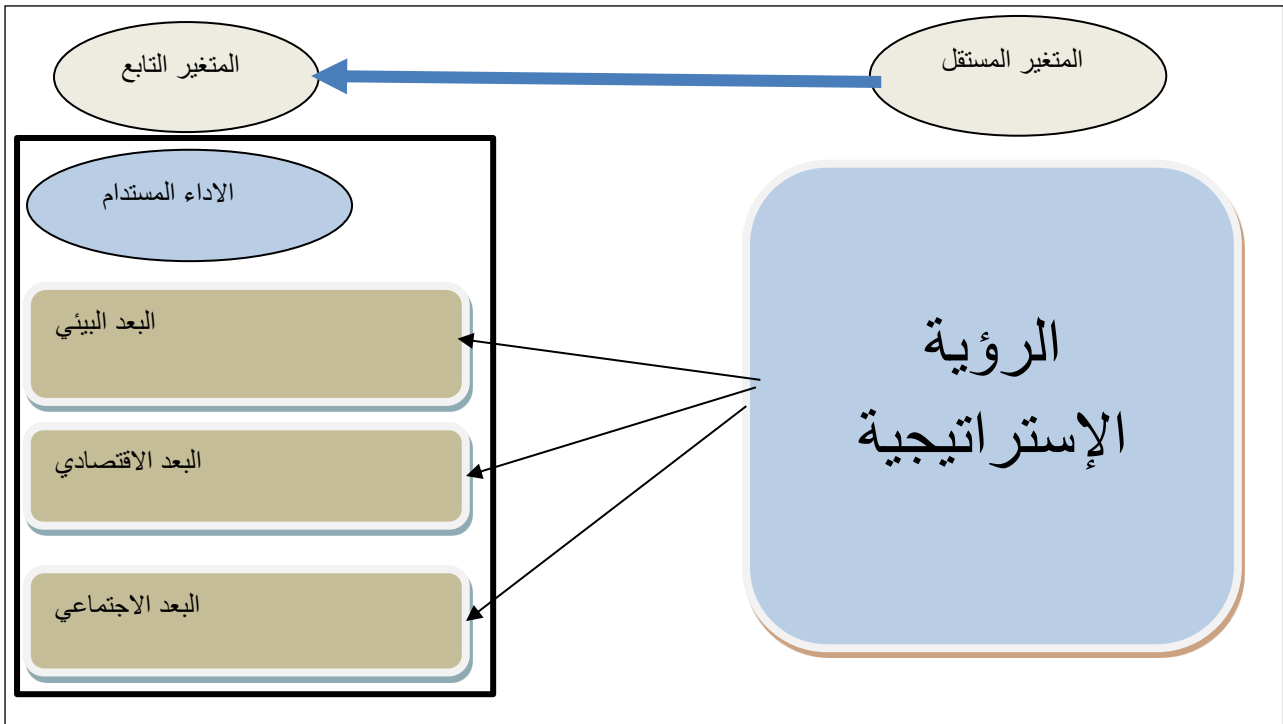 المتغير المستقل
المتغير التابع
الاداء المستدام
الرؤية
الإستراتيجية
البعد البيئي
البعد الاقتصادي
البعد الاجتماعي